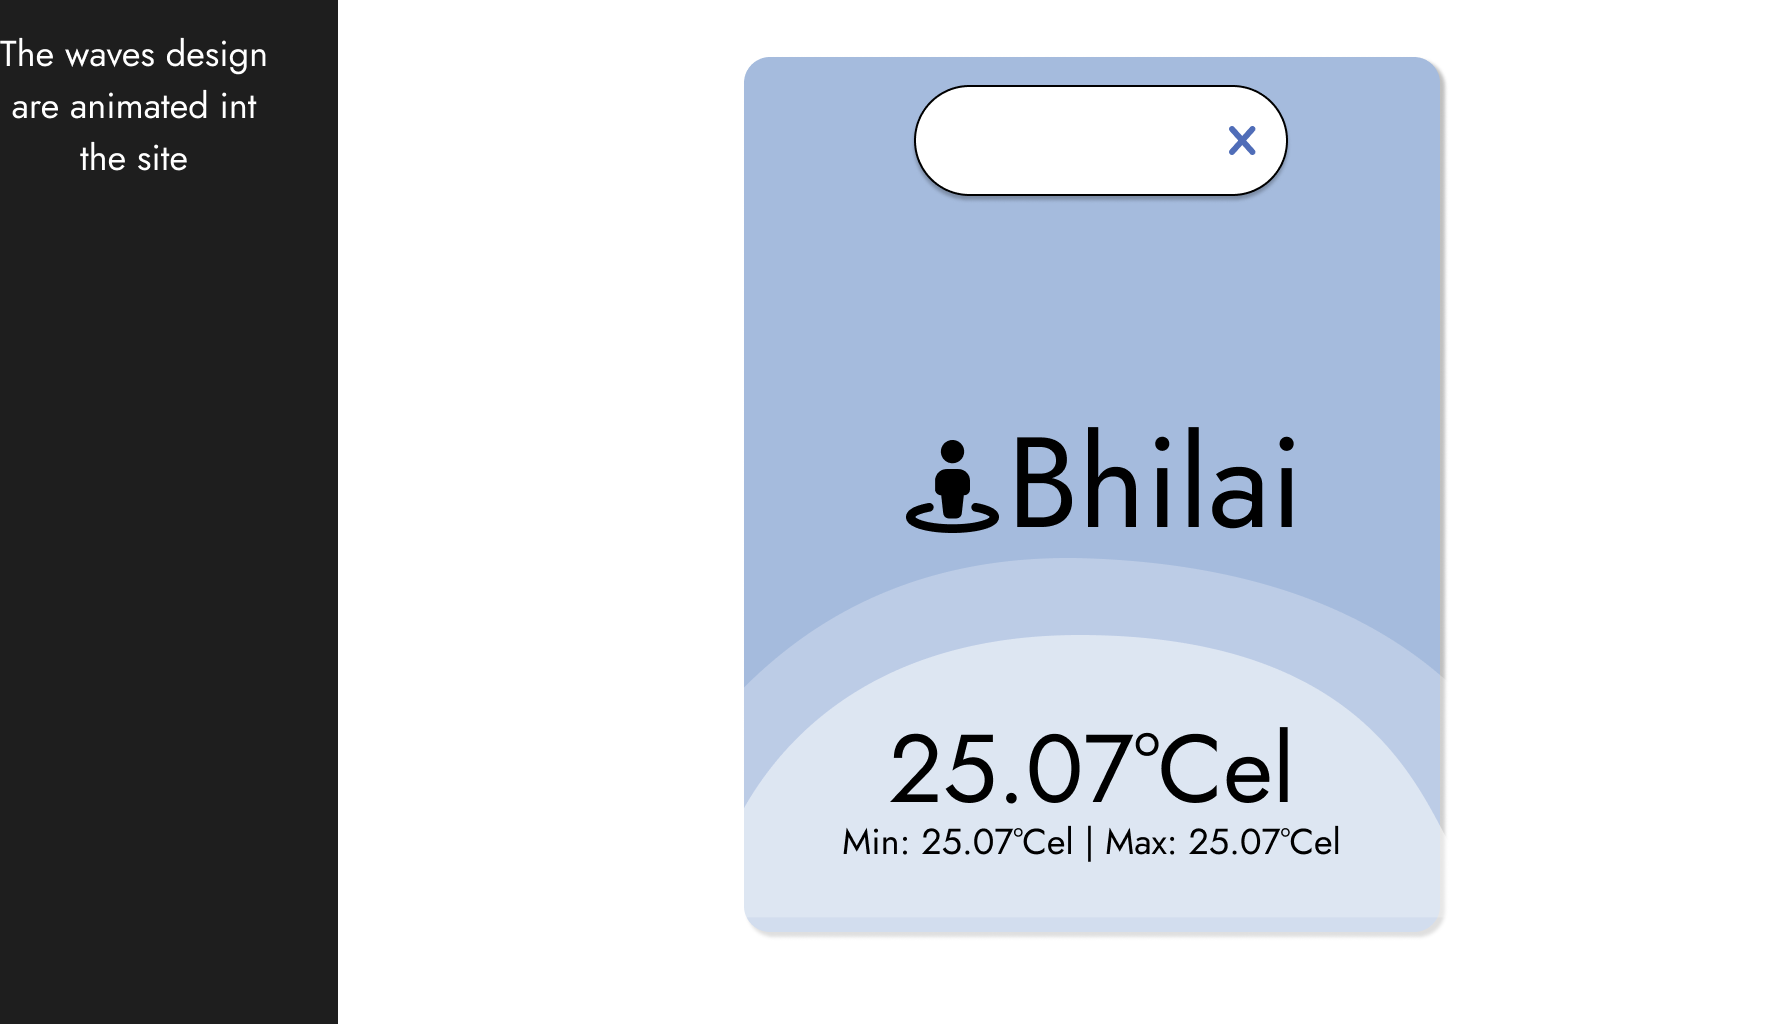 The waves design
are animated int
the site
Bhilai
25.07°Cel
Min: 25.07°Cel | Max: 25.07°Cel